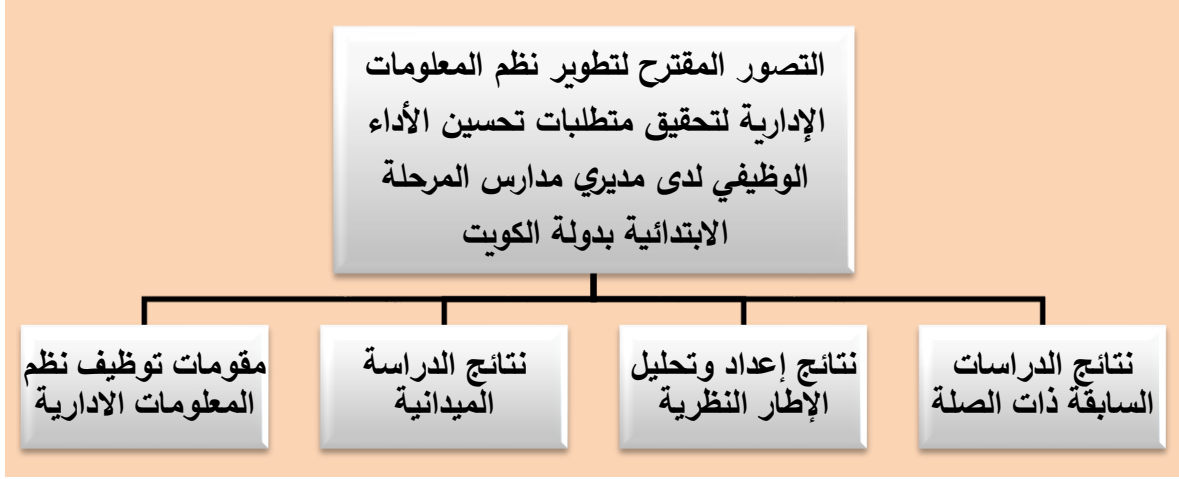 التصور المقترح لتطوير نظم المعلومات
الإدارية لتحقيق متطلبات تحسين الأداء
الوظيفي لدى مديري مدارس المرحلة
الابتدائية بدولة الكويت
نتائج الدراسات
السابقة ذات الصلة
نتائج إعداد وتحليل
الإطار النظرية
نتائج الدراسة
الميدانية
مقومات توظيف نظم
المعلومات الادارية